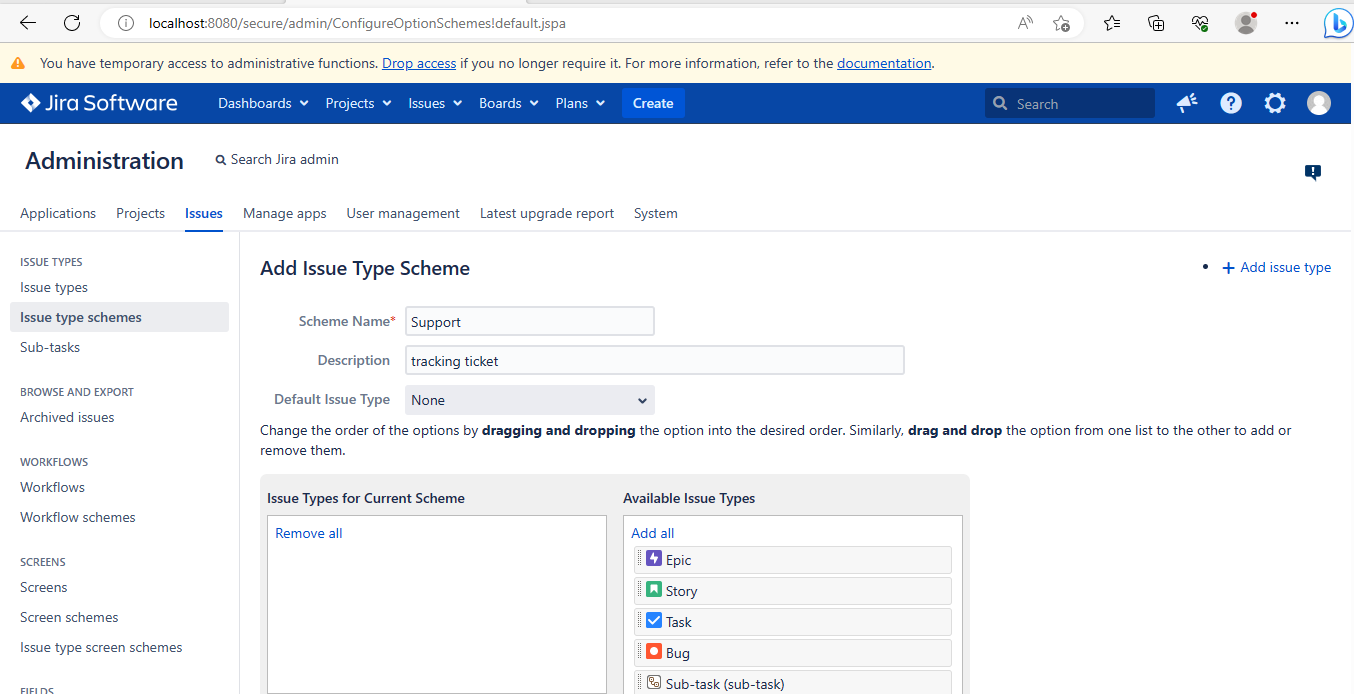 localhost:8080/secure/admin/ConfigureOptionSchemes!default.jspa
You have temporary access to administrative functions. Drop access if you no longer require it. For more information, refer to the documentation.
Jira Software Dashboards Projects Issues Boards Plans Create Search
Administration Search Jira admin
Applications Projects Issues Manage apps User management Latest upgrade report System
ISSUE TYPES
Issue types
Issue type schemes
Sub-tasks
BROWSE AND EXPORT
Archived issues
WORKFLOWS
Workflows
Workflow schemes
SCREENS
Screens
Screen schemes
Issue type screen schemes
FIELDS
Add Issue Type Scheme
• + Add issue type
Scheme Name* Support
Description tracking ticket
Default Issue Type None
Change the order of the options by dragging and dropping the option into the desired order. Similarly, drag and drop the option from one list to the other to add or
remove them.
Issue Types for Current Scheme
Remove all
Available Issue Types
Add all
Epic
Story
Task
Bug
Sub-task (sub-task)